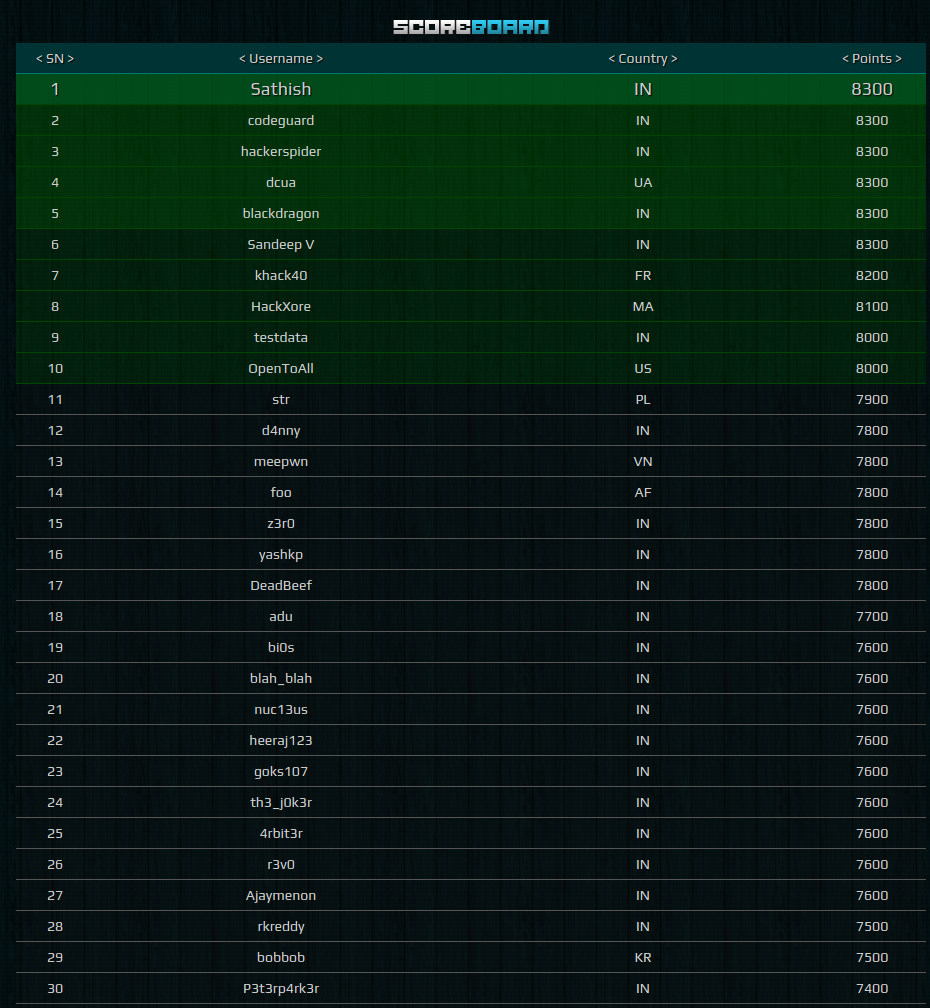 SCOREBOARD
< SN > < Username > < Country > < Points >
1 Sathish IN 8300
2 codeguard IN 8300
3 hackerspider IN 8300
4 dcua UA 8300
5 blackdragon IN 8300
6 Sandeep V IN 8300
7 khack40 FR 8200
8 HackXore MA 8100
9 testdata IN 8000
10 OpenToAll US 8000
11 str PL 7900
12 d4nny IN 7800
13 meepwn VN 7800
14 foo AF 7800
15 z3r0 IN 7800
16 yashkp IN 7800
17 DeadBeef IN 7800
18 adu IN 7700
19 bi0s IN 7600
20 blah_blah IN 7600
21 nuc13us IN 7600
22 heeraj123 IN 7600
23 goks107 IN 7600
24 th3_j0k3r IN 7600
25 4rbit3r IN 7600
26 r3v0 IN 7600
27 Ajaymenon IN 7600
28 rkreddy IN 7500
29 bobbob KR 7500
30 P3t3rp4rk3r IN 7400